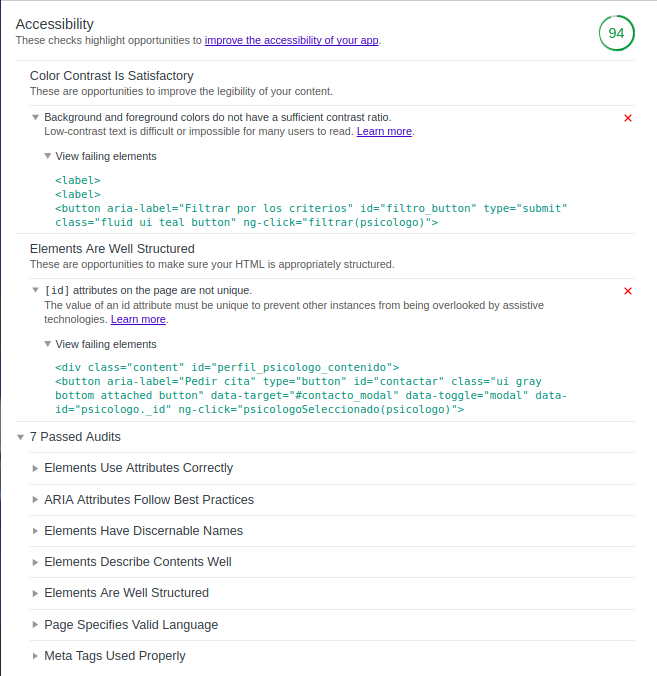 Accessibility
These checks highlight opportunities to improve the accessibility of your app.
94
Color Contrast Is Satisfactory
These are opportunities to improve the legibility of your content.
Background and foreground colors do not have a sufficient contrast ratio.
Low-contrast text is difficult or impossible for many users to read. Learn more.
View failing elements
<label>
<label>
<button aria-label="Filtrar por los criterios" id="filtro_button" type="submit"
class="fluid ui teal button" ng-click="filtrar(psicologo)">
Elements Are Well Structured
These are opportunities to make sure your HTML is appropriately structured.
[id] attributes on the page are not unique.
The value of an id attribute must be unique to prevent other instances from being overlooked by assistive
technologies. Learn more.
View failing elements
<div class="content" id="perfil_psicologo_contenido">
<button aria-label="Pedir cita" type="button" id="contactar" class="ui gray
bottom attached button" data-target="#contacto_modal" data-toggle="modal" data-
id="psicologo._id" ng-click="psicologoSeleccionado(psicologo)">
7 Passed Audits
Elements Use Attributes Correctly
ARIA Attributes Follow Best Practices
Elements Have Discernable Names
Elements Describe Contents Well
Elements Are Well Structured
Page Specifies Valid Language
Meta Tags Used Properly